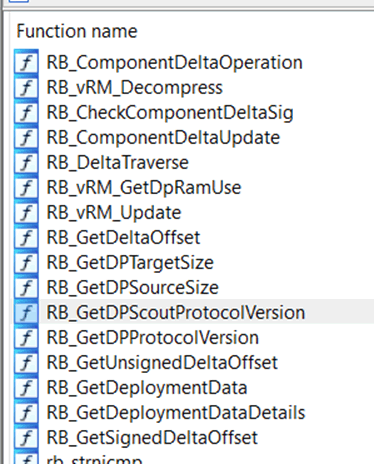 Function name
RB_ComponentDeltaOperation
RB_vRM_Decompress
RB_CheckComponentDeltaSig
RB_ComponentDeltaUpdate
RB_DeltaTraverse
RB_vRM_GetDpRamUse
RB_vRM_Update
RB_GetDeltaOffset
RB_GetDPTargetSize
RB_GetDPSourceSize
RB_GetDPScoutProtocolVersion
RB_GetDPProtocolVersion
RB_GetUnsignedDeltaOffset
RB_GetDeploymentData
RB_GetDeploymentDataDetails
RB_GetSignedDeltaOffset
rb_strnicmp